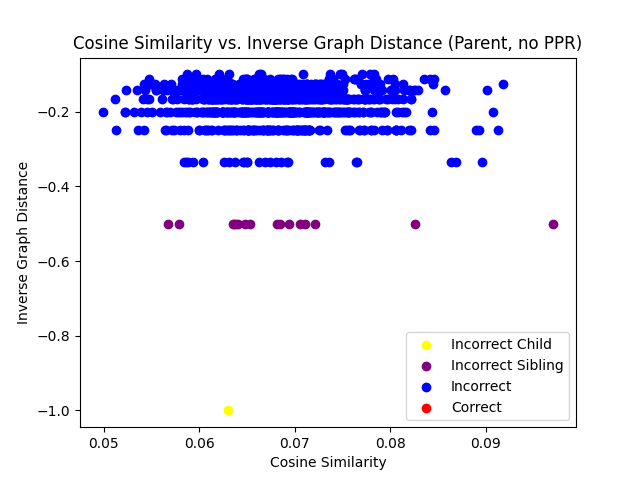 Cosine Similarity vs. Inverse Graph Distance (Parent, no PPR)
Inverse Graph Distance
−0.2
−0.4
−0.6
−0.8
−1.0
Incorrect Child
Incorrect Sibling
Incorrect
Correct
0.05 0.06 0.07 0.08 0.09
Cosine Similarity